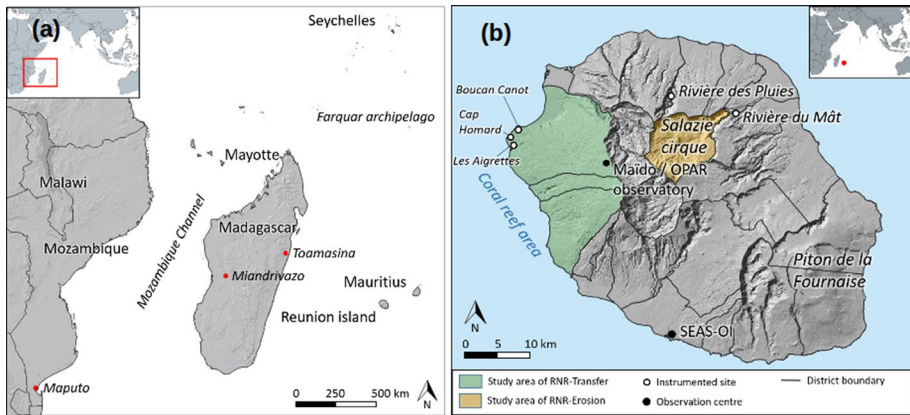 (a)
Seychelles
Farquar archipelago
Mayotte
Malawi
Mozambique
Mozambique Channel
Madagascar
Toamasina
Miandrivazo
Mauritius
Reunion island
Maputo
0 250 500 km
N
(b)
Boucan Canot
Cap
Homard
Les Aigrettes
Coral reef area
Rivière des Pluies
Rivière du Mât
Salazie
cirque
Maïdo / OPAR
observatory
Piton de la
Fournaise
SEAS-OI
N
0 5 10 km
Study area of RNR-Transfer
Study area of RNR-Erosion
Instrumented site
Observation centre
District boundary